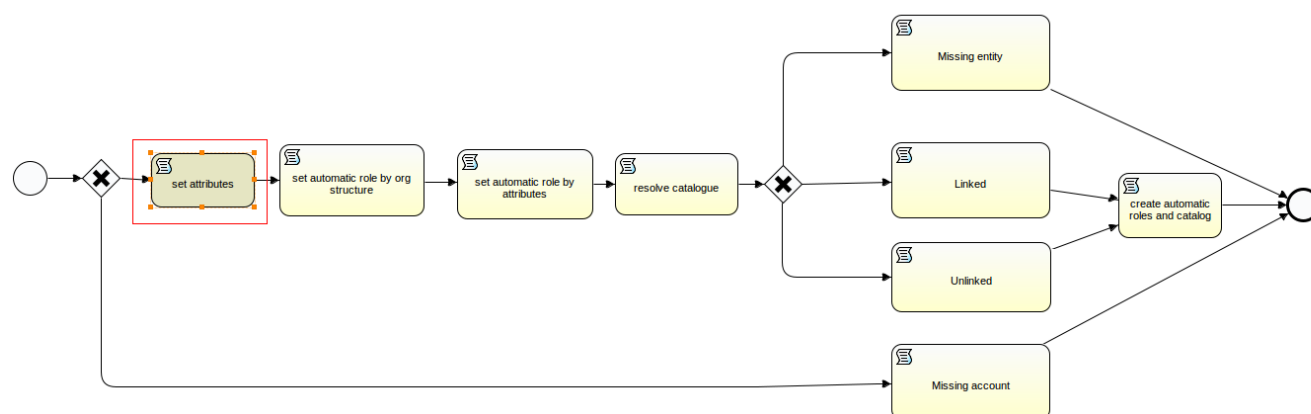 Missing entity
set attributes
set automatic role by org
structure
set automatic role by
attributes
resolve catalogue
Linked
create automatic
roles and catalog
Unlinked
Missing account